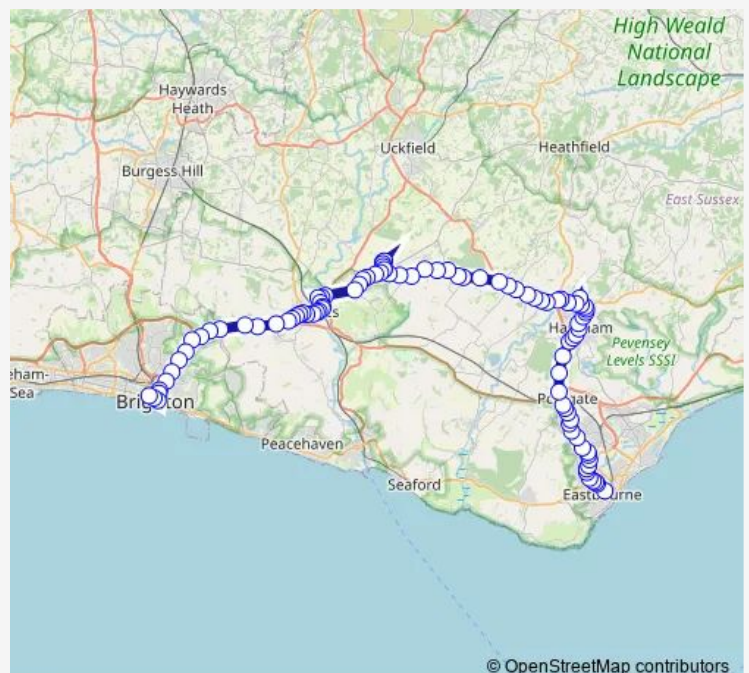 High Weald
National
Landscape
Haywards
Heath
Uckfield
Heathfield
Burgess Hill
East Sussex
Pevensey
Levels SSSI
Sea
Peacehaven
Seaford
© OpenStreetMap contributors